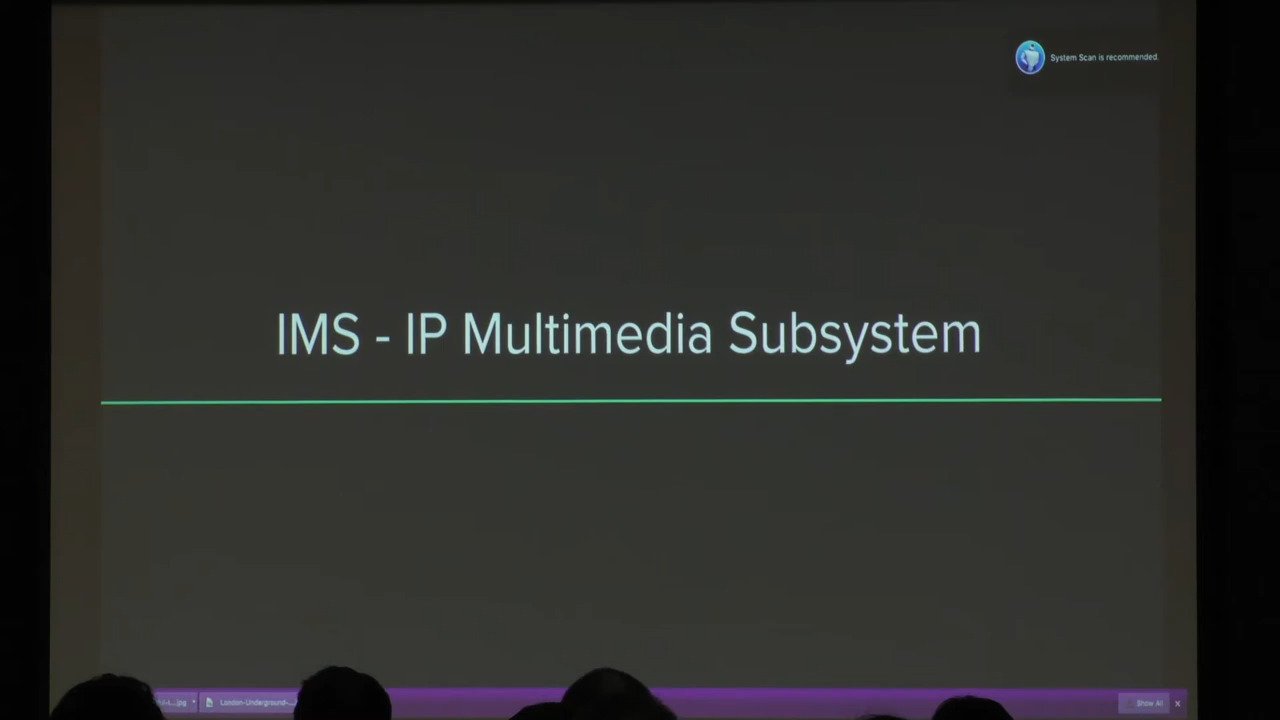 System Scan is recommended.
IMS - IP Multimedia Subsystem
London-Underground-...
Show All